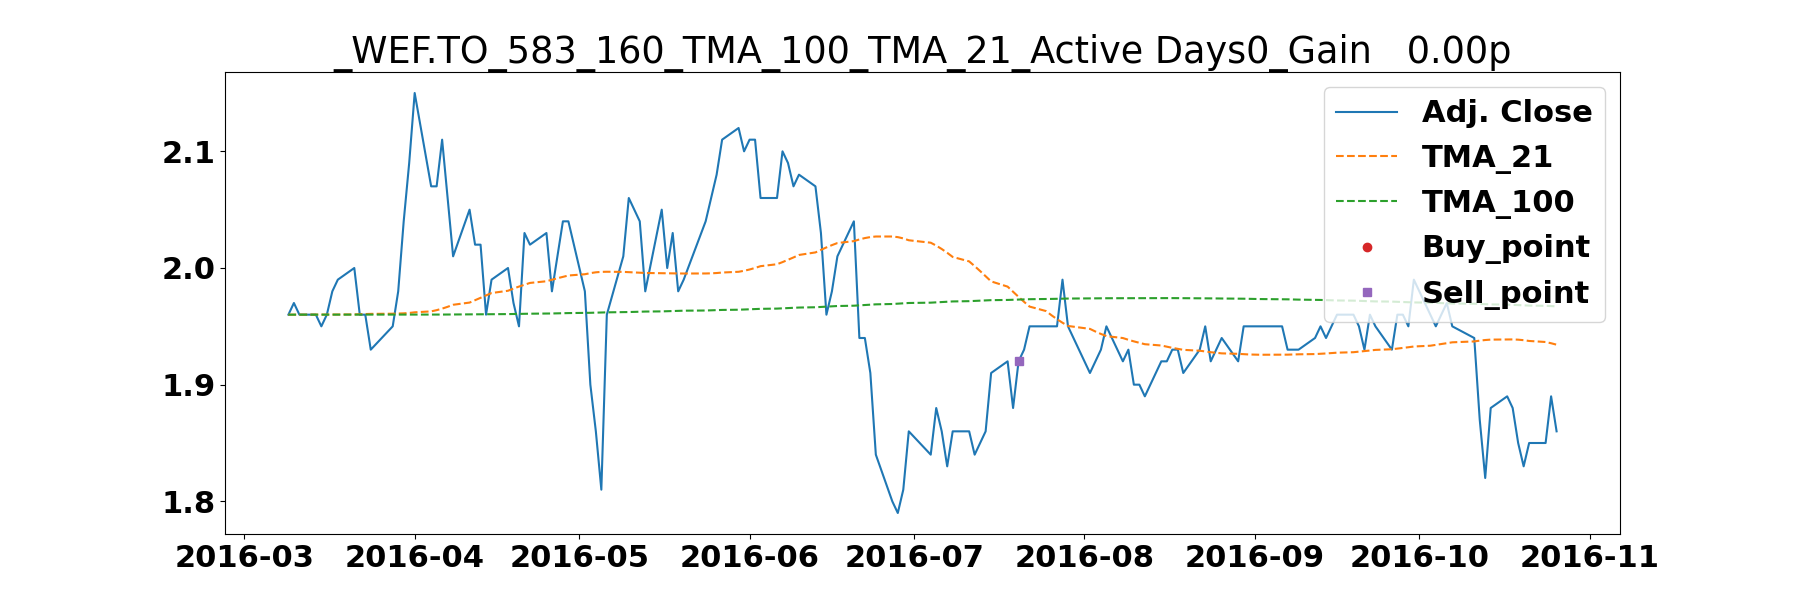 _WEF.TO_583_160_TMA_100_TMA_21_Active Days0_Gain   0.00p
Adj. Close
TMA_21
TMA_100
Buy_point
Sell_point
2.1
2.0
1.9
1.8
2016-03 2016-04 2016-05 2016-06 2016-07 2016-08 2016-09 2016-10 2016-11